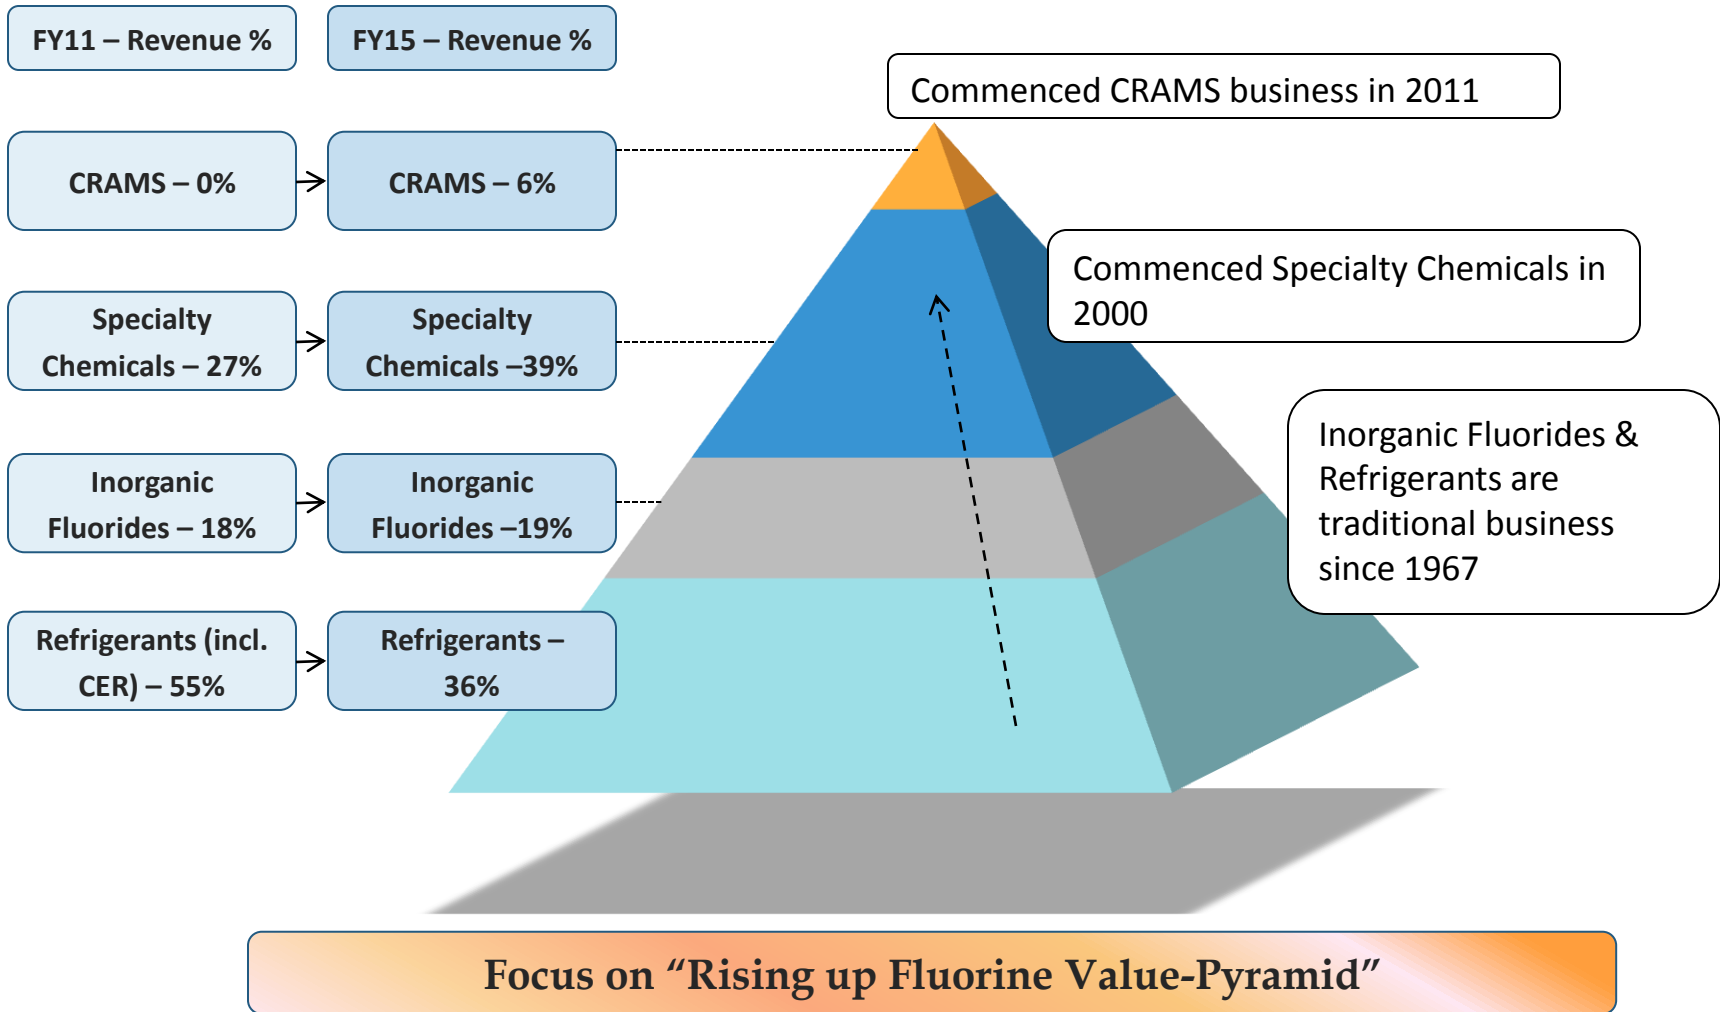 FY11 – Revenue %
FY15 – Revenue %
Commenced CRAMS business in 2011
CRAMS – 0%
CRAMS – 6%
Commenced Specialty Chemicals in
2000
Specialty
Chemicals – 27%
Specialty
Chemicals –39%
Inorganic Fluorides &
Refrigerants are
traditional business
since 1967
Inorganic
Fluorides – 18%
Inorganic
Fluorides –19%
Refrigerants (incl.
CER) – 55%
Refrigerants –
36%
Focus on “Rising up Fluorine Value-Pyramid”